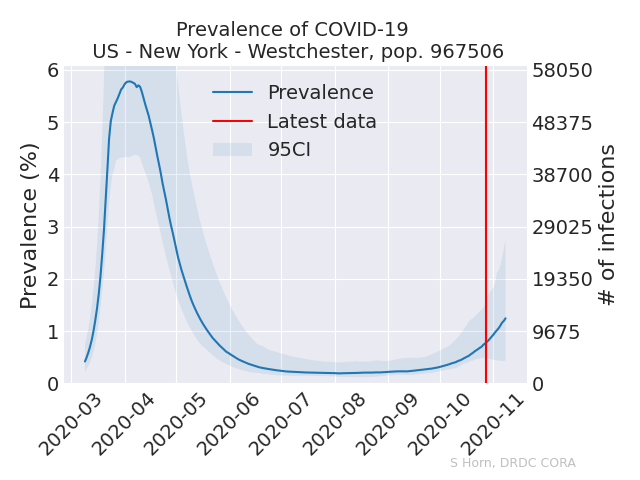 Prevalence of COVID-19
US - New York - Westchester, pop. 967506
6
5
4
3
2
1
0
Prevalence (%)
Prevalence
Latest data
95CI
58050
48375
38700
29025
19350
9675
0
# of infections
2020-03
2020-04
2020-05
2020-06
2020-07
2020-08
2020-09
2020-10
2020-11
S Horn, DRDC CORA